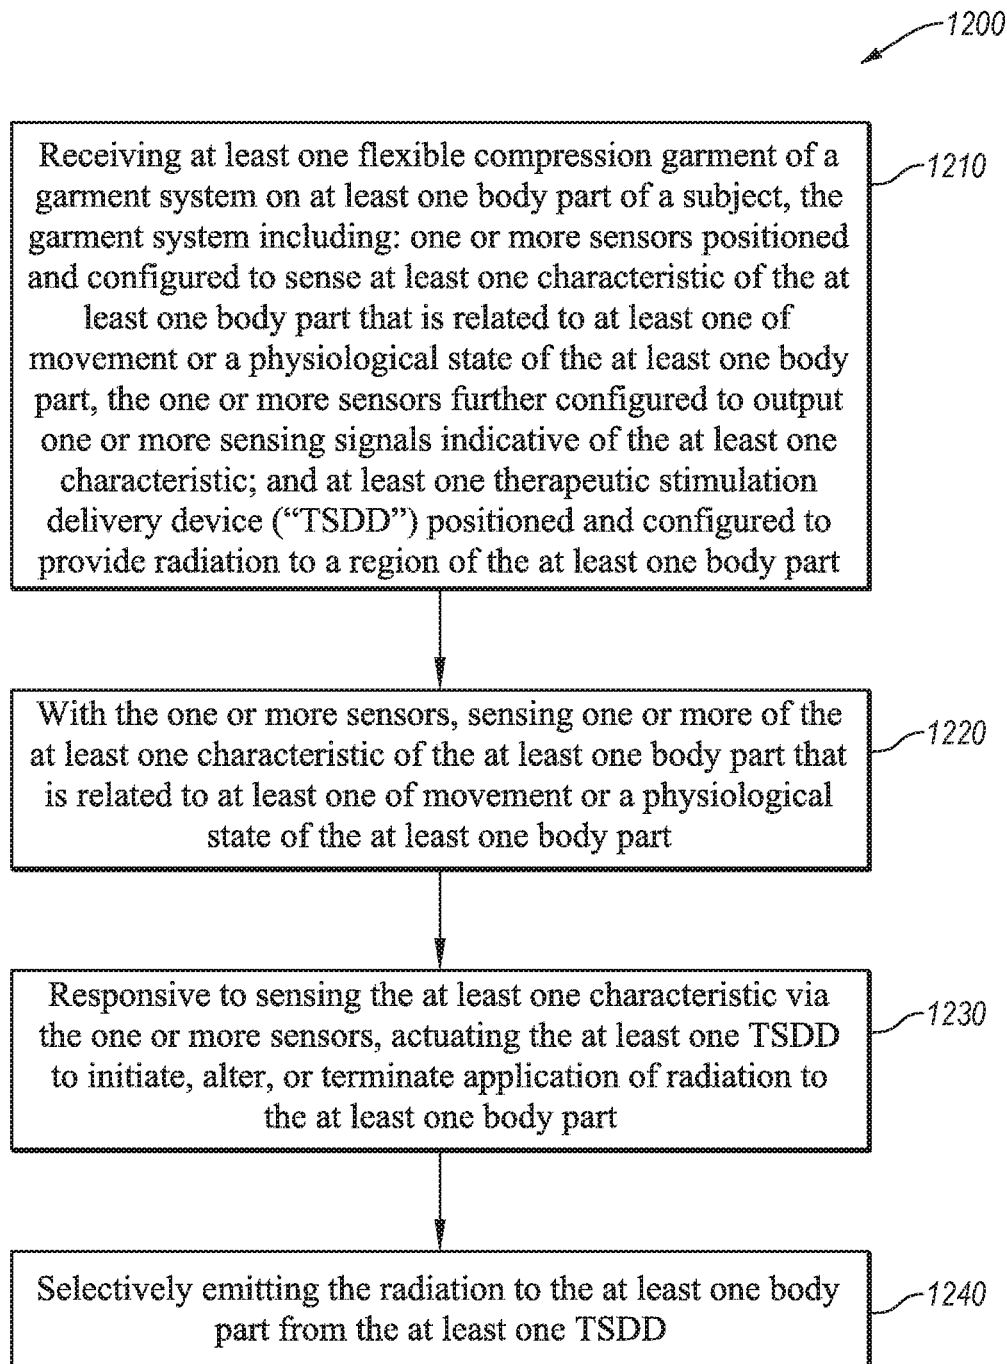 1200
Receiving at least one flexible compression garment of a
garment system on at least one body part of a subject, the
garment system including: one or more sensors positioned
and configured to sense at least one characteristic of the at
least one body part that is related to at least one of
movement or a physiological state of the at least one body
part, the one or more sensors further configured to output
one or more sensing signals indicative of the at least one
characteristic; and at least one therapeutic stimulation
delivery device (“TSDD”) positioned and configured to
provide radiation to a region of the at least one body part
1210
With the one or more sensors, sensing one or more of the
at least one characteristic of the at least one body part that
is related to at least one of movement or a physiological
state of the at least one body part
1220
Responsive to sensing the at least one characteristic via
the one or more sensors, actuating the at least one TSDD
to initiate, alter, or terminate application of radiation to
the at least one body part
1230
Selectively emitting the radiation to the at least one body
part from the at least one TSDD
1240